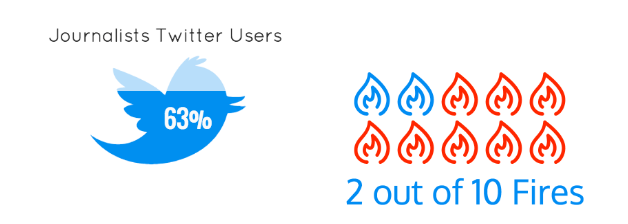 Journalists Twitter Users
63%
2 out of 10 Fires